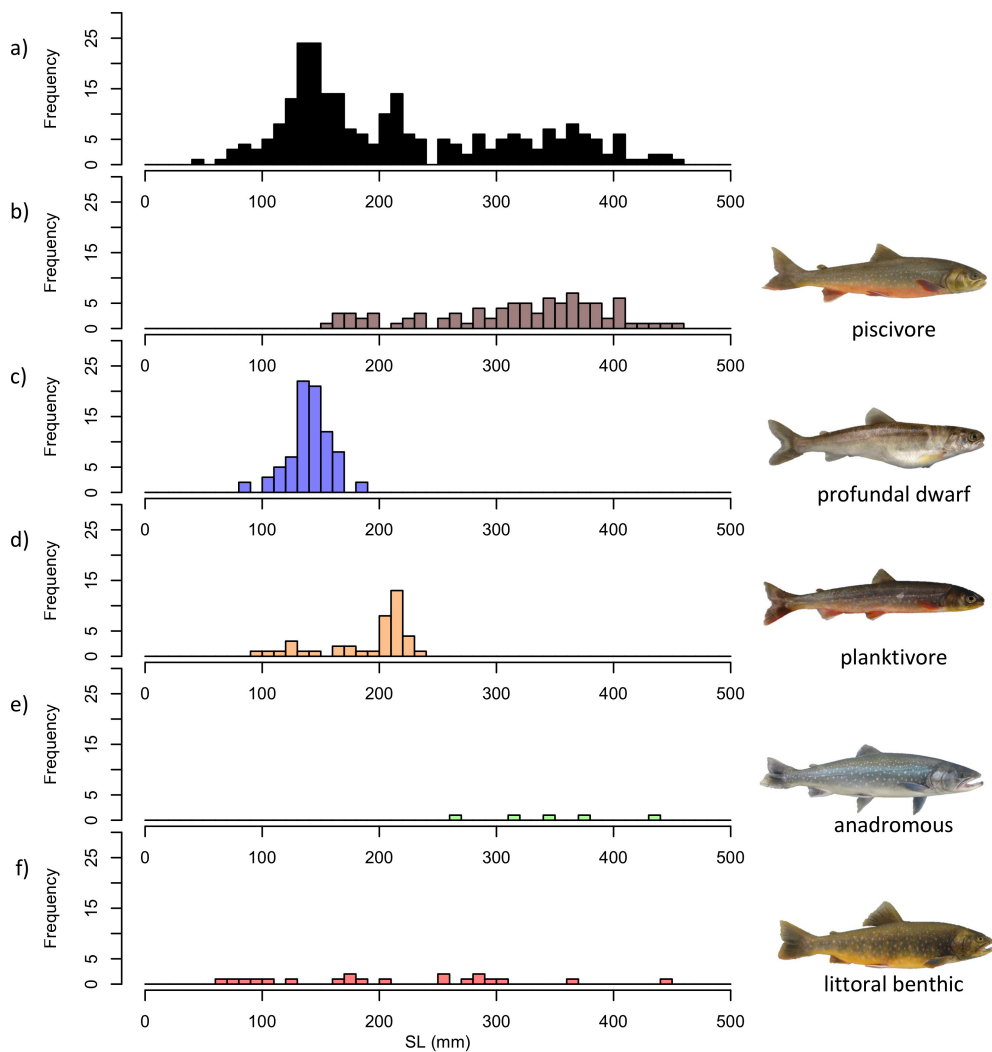 a)
Frequency
0 5 15 25
0 100 200 300 400 500
b)
Frequency
0 5 15 25
piscivore
0 100 200 300 400 500
c)
Frequency
0 5 15 25
profundal dwarf
0 100 200 300 400 500
d)
Frequency
0 5 15 25
planktivore
0 100 200 300 400 500
e)
Frequency
0 5 15 25
anadromous
0 100 200 300 400 500
f)
Frequency
0 5 15 25
littoral benthic
0 100 200 300 400 500
SL (mm)